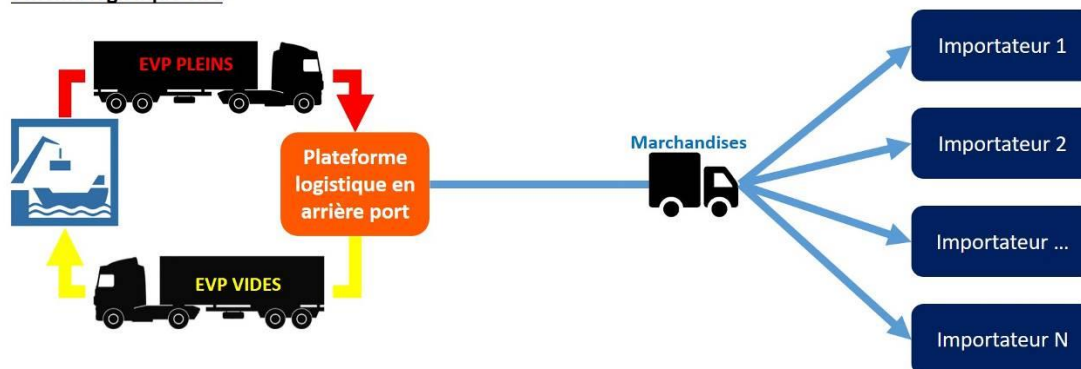 EVP PLEINS
Importateur 1
Marchandises
Importateur 2
Plateforme
logistique en
arrière port
Importateur ...
EVP VIDES
Importateur N